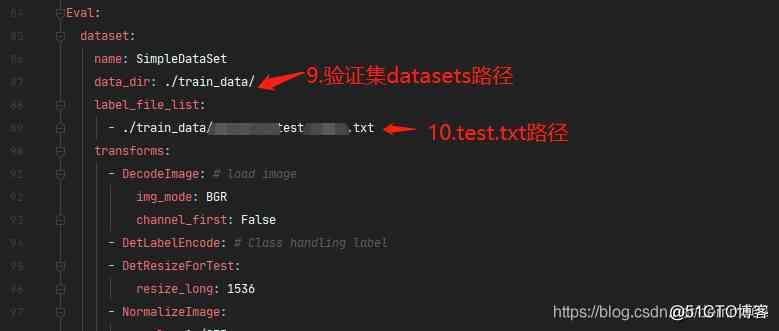 84 Eval:
85 dataset:
86 name: SimpleDataSet
87 data_dir: ./train_data/
9.验证集datasets路径
88 label_file_list:
89 - ./train_data/ test .txt
10.test.txt路径
90 transforms:
91 - DecodeImage: # load image
92 img_mode: BGR
93 channel_first: False
94 - DetLabelEncode: # Class handling label
95 - DetResizeForTest:
96 resize_long: 1536
97 - NormalizeImage:
https://blog.csdn.
@51CTO博客